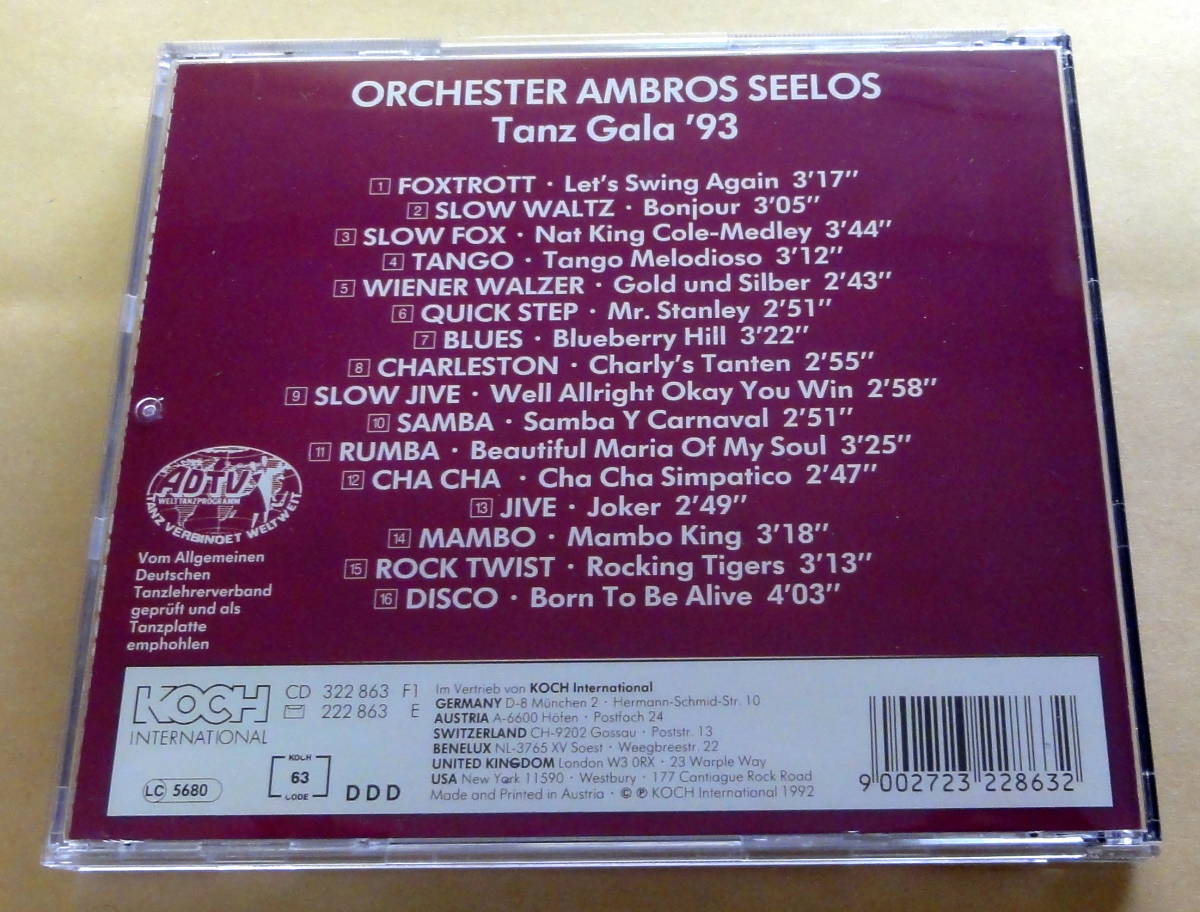 ORCHESTER AMBROS SEELOS
Tanz Gala '93
1 FOXTROTT · Let's Swing Again 3'17"
2 SLOW WALTZ · Bonjour 3'05"
3 SLOW FOX · Nat King Cole-Medley 3'44"
4 TANGO · Tango Melodioso 3'12"
5 WIENER WALZER · Gold und Silber 2'43"
6 QUICK STEP · Mr. Stanley 2'51"
7 BLUES · Blueberry Hill 3'22"
8 CHARLESTON · Charly's Tanten 2'55"
9 SLOW JIVE · Well Allright Okay You Win 2'58"
10 SAMBA · Samba Y Carnaval 2'51"
11 RUMBA · Beautiful Maria Of My Soul 3'25"
12 CHA CHA · Cha Cha Simpatico 2'47"
13 JIVE · Joker 2'49"
14 MAMBO · Mambo King 3'18"
15 ROCK TWIST · Rocking Tigers 3'13"
16 DISCO · Born To Be Alive 4'03"
ADTV
WELTTANZPROGRAMM
TANZ VERBINDET WELTWEIT
Vom Allgemeinen
Deutschen
Tanzlehrerverband
geprüft und als
Tanzplatte
emphohlen
KOCH
INTERNATIONAL
CD 322 863 F1
222 863 E
KOCH
63
CODE
LC 5680
DDD
Im Vertrieb von KOCH International
GERMANY D-8 München 2 · Hermann-Schmid-Str. 10
AUSTRIA A-6600 Höfen · Postfach 24
SWITZERLAND CH-9202 Gossau · Poststr. 13
BENELUX NL-3765 XV Soest · Weegbreestr. 22
UNITED KINGDOM London W3 0RX · 23 Warple Way
USA New York 11590 · Westbury · 177 Cantiague Rock Road
Made and Printed in Austria · © ℗ KOCH International 1992
9 002723 228632